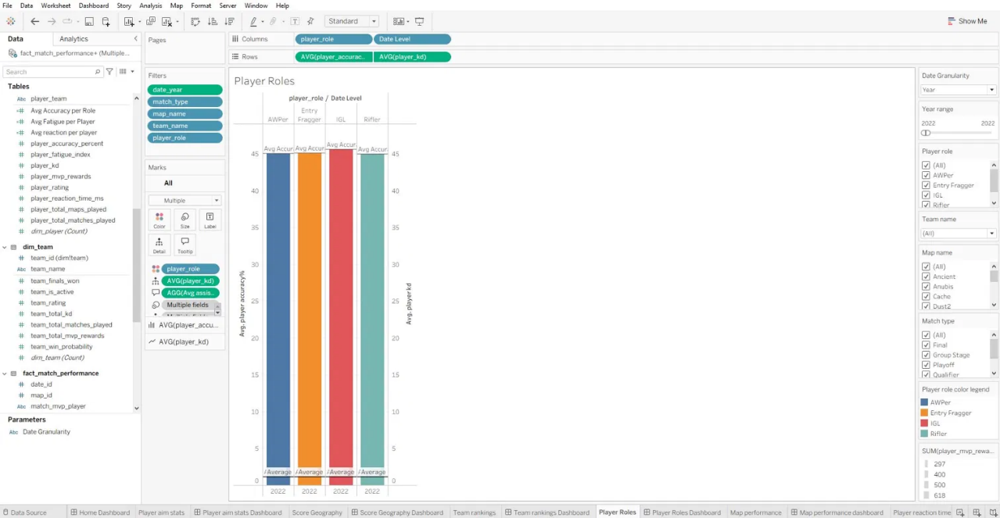 File Data Worksheet Dashboard Story Analysis Map Format Server Window Help
Standard
Show Me
Data Analytics
fact_match_performance+ (Multiple...
Search
Tables
Abc player_team
Avg Accuracy per Role
Avg Fatigue per Player
Avg reaction per player
player_accuracy_percent
player_fatigue_index
player_kd
player_mvp_rewards
player_rating
player_reaction_time_ms
player_total_maps_played
player_total_matches_played
dim_player (Count)
dim_team
team_id (dim!team)
Abc team_name
team_finals_won
team_is_active
team_rating
team_total_kd
team_total_matches_played
team_total_mvp_rewards
team_win_probability
dim_team (Count)
fact_match_performance
date_id
map_id
Abc match_mvp_player
Parameters
Abc Date Granularity
Pages
Filters
date_year
match_type
map_name
team_name
player_role
Marks
All
Multiple
Color Size Label
Detail Tooltip
player_role
AVG(player_kd)
AGG(Avg assis..
Multiple fields
AVG(player_accu...
AVG(player_kd)
Columns player_role Date Level
Rows AVG(player_accurac.. AVG(player_kd)
Player Roles
player_role / Date Level
AWPer Entry Fragger IGL Rifler
Avg Accur Avg Accur Avg Accur Avg Accur
45 45
40 40
35 35
30 30
25 25
20 20
15 15
10 10
5 5
0 0
Avg. player accuracy%
Avg. player kd
/Average /Average /Average /Average
2022 2022 2022 2022
Date Granularity
Year
Year range
2022 2022
Player role
(All)
AWPer
Entry Fragger
IGL
Rifler
Team name
(All)
Map name
(All)
Ancient
Anubis
Cache
Dust2
Match type
(All)
Final
Group Stage
Playoff
Qualifier
Player role color legend
AWPer
Entry Fragger
IGL
Rifler
SUM(player_mvp_rewa...
297
400
500
618
Data Source Home Dashboard Player aim stats Player aim stats Dashboard Score Geography Score Geography Dashboard Team rankings Team rankings Dashboard Player Roles Player Roles Dashboard Map performance Map performance dashboard Player reaction time